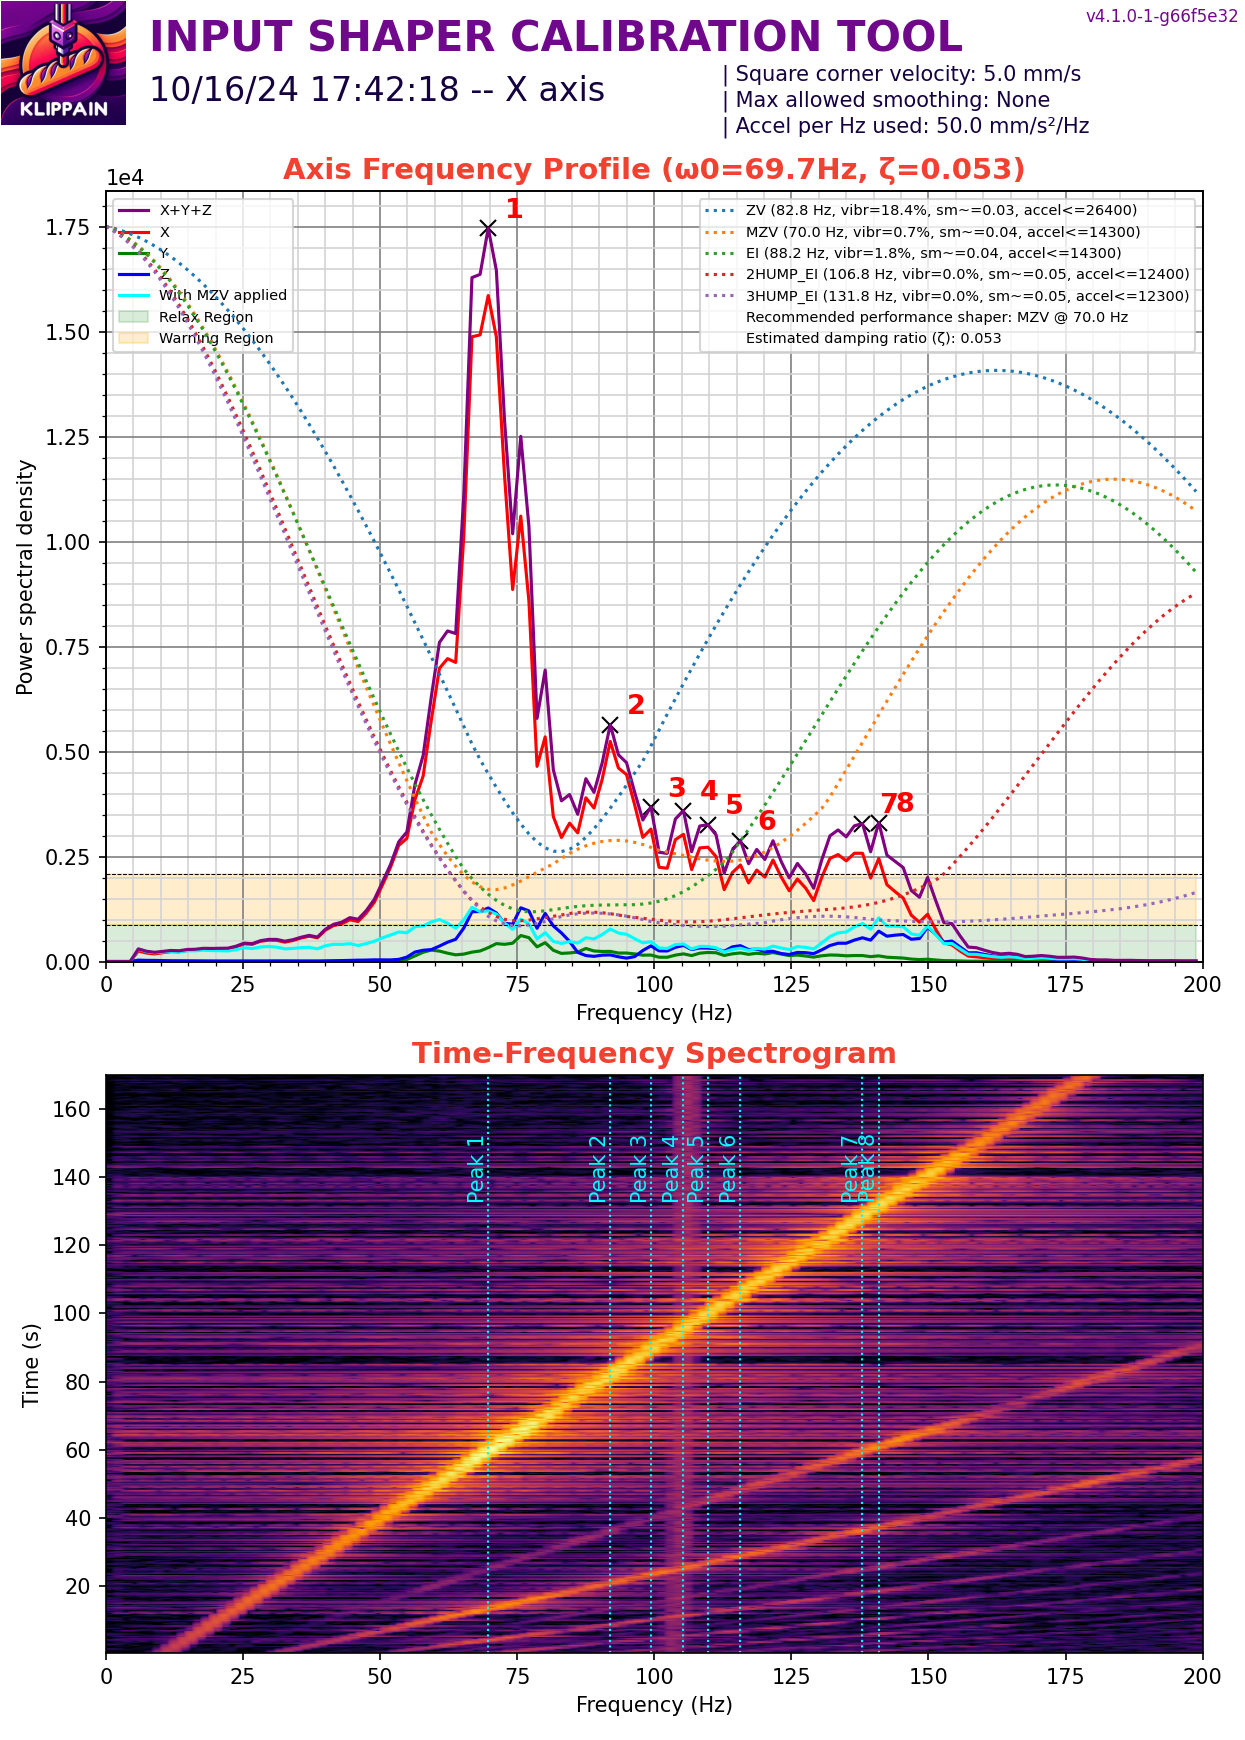 v4.1.0-1-g66f5e32
INPUT SHAPER CALIBRATION TOOL
10/16/24 17:42:18 -- X axis
| Square corner velocity: 5.0 mm/s
| Max allowed smoothing: None
| Accel per Hz used: 50.0 mm/s²/Hz
KLIPPAIN
Axis Frequency Profile (ω0=69.7Hz, ζ=0.053)
1e4
X+Y+Z
X
Y
Z
With MZV applied
Relax Region
Warning Region
ZV (82.8 Hz, vibr=18.4%, sm~=0.03, accel<=26400)
MZV (70.0 Hz, vibr=0.7%, sm~=0.04, accel<=14300)
EI (88.2 Hz, vibr=1.8%, sm~=0.04, accel<=14300)
2HUMP_EI (106.8 Hz, vibr=0.0%, sm~=0.05, accel<=12400)
3HUMP_EI (131.8 Hz, vibr=0.0%, sm~=0.05, accel<=12300)
Recommended performance shaper: MZV @ 70.0 Hz
Estimated damping ratio (ζ): 0.053
1
2
3
4
5
6
7
8
Power spectral density
1.75
1.50
1.25
1.00
0.75
0.50
0.25
0.00
0 25 50 75 100 125 150 175 200
Frequency (Hz)
Time-Frequency Spectrogram
Peak 1
Peak 2
Peak 3
Peak 4
Peak 5
Peak 6
Peak 7
Peak 8
Time (s)
160
140
120
100
80
60
40
20
0 25 50 75 100 125 150 175 200
Frequency (Hz)